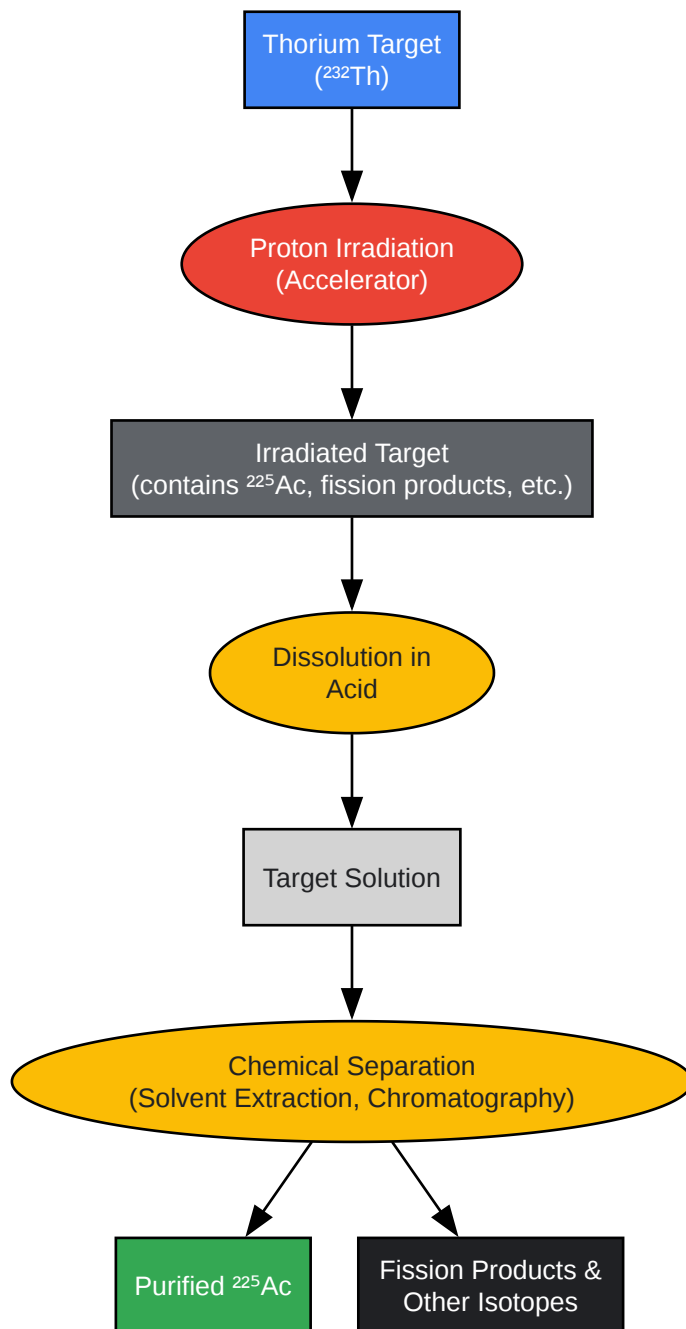 Thorium Target
(²³²Th)
Proton Irradiation
(Accelerator)
Irradiated Target
(contains ²²⁵Ac, fission products, etc.)
Dissolution in
Acid
Target Solution
Chemical Separation
(Solvent Extraction, Chromatography)
Purified ²²⁵Ac
Fission Products &
Other Isotopes